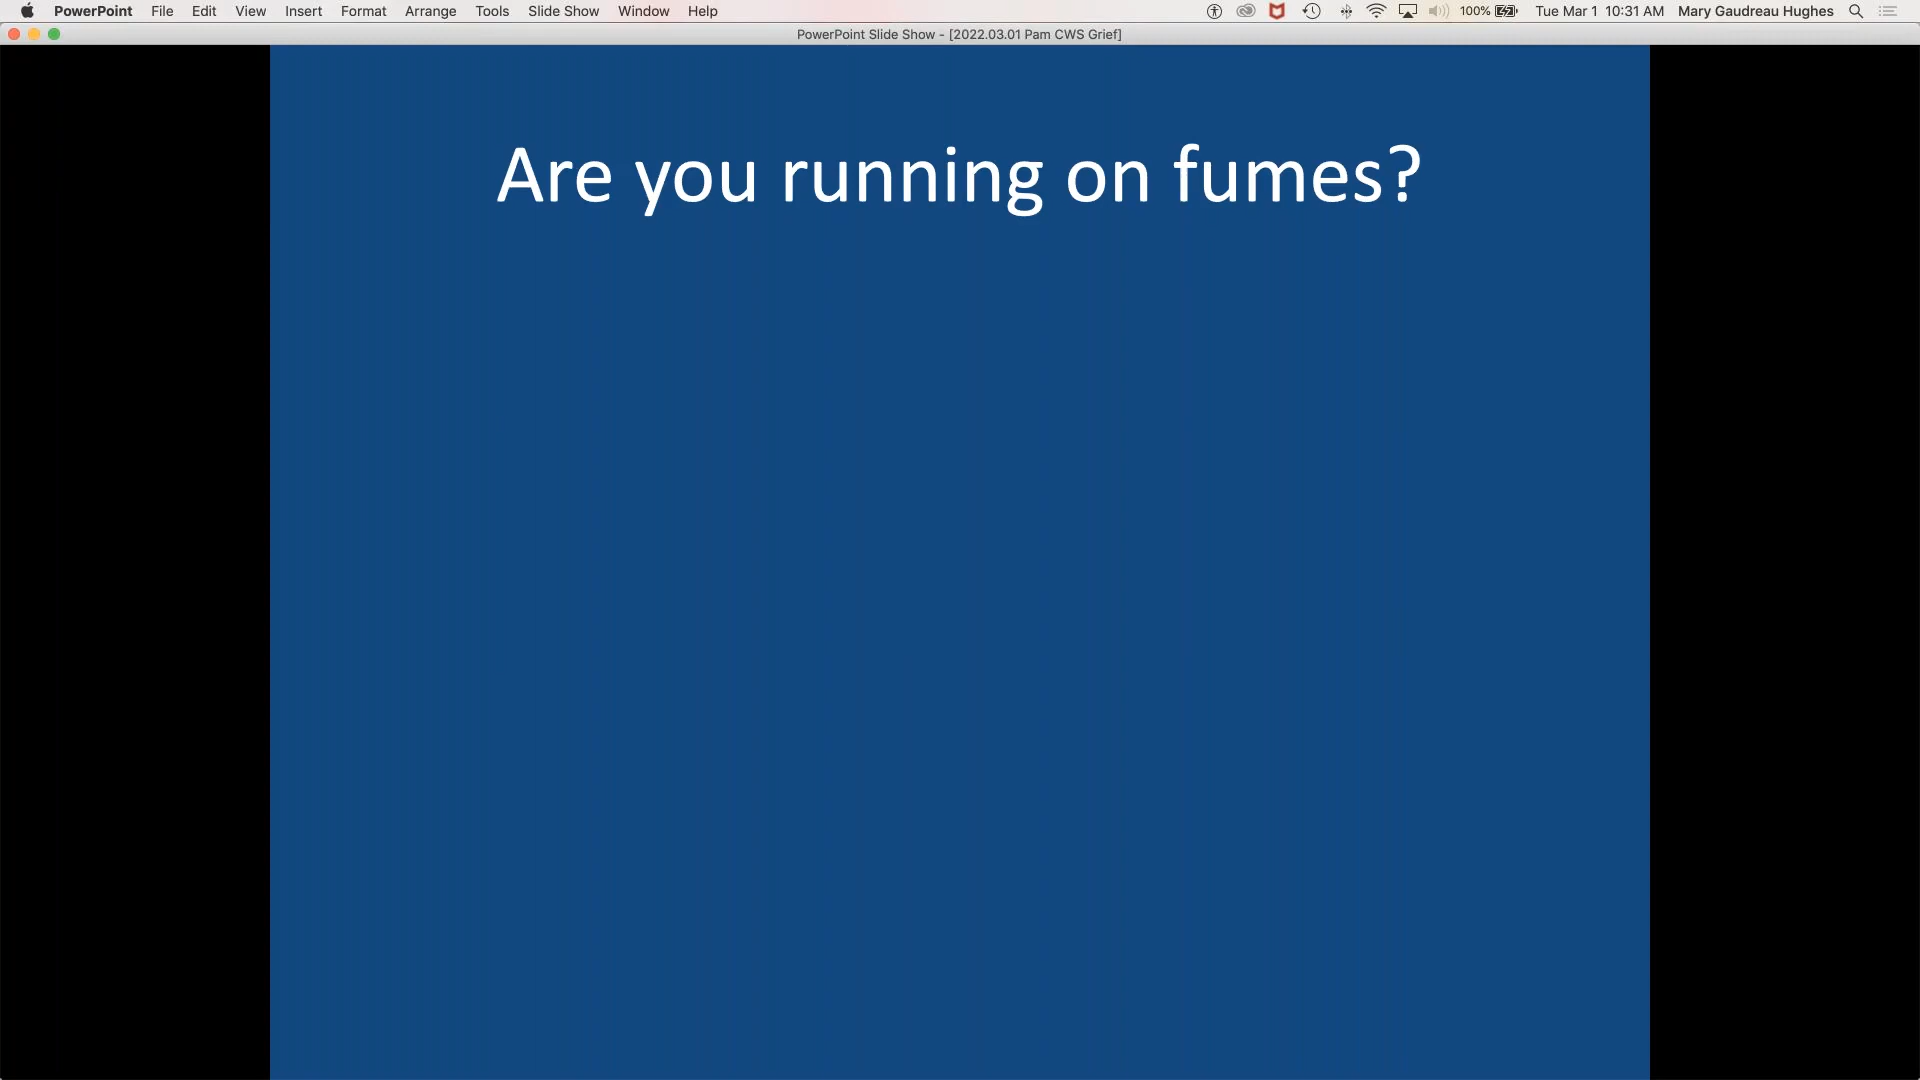 PowerPoint File Edit View Insert Format Arrange Tools Slide Show Window Help 100% Tue Mar 1 10:31 AM Mary Gaudreau Hughes
PowerPoint Slide Show - [2022.03.01 Pam CWS Grief]
Are you running on fumes?